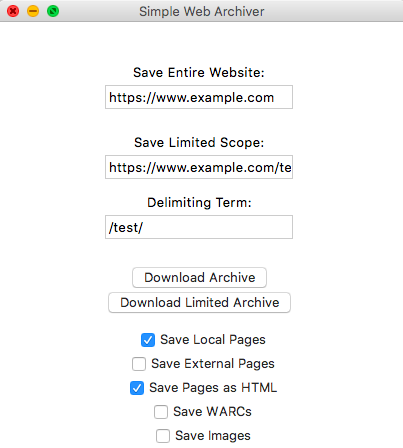 Simple Web Archiver
Save Entire Website:
https://www.example.com
Save Limited Scope:
https://www.example.com/te
Delimiting Term:
/test/
Download Archive
Download Limited Archive
Save Local Pages
Save External Pages
Save Pages as HTML
Save WARCs
Save Images